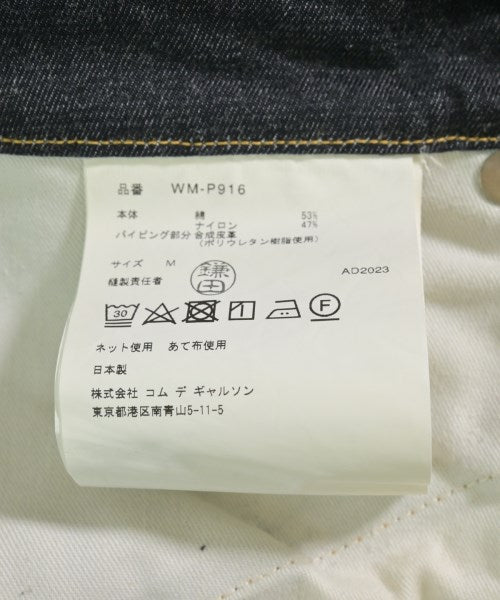 品番 WM-P916
本体 綿 53%
ナイロン 47%
パイピング部分 合成皮革
(ポリウレタン樹脂使用)
サイズ M
縫製責任者 鎌田
AD2023
30 F
ネット使用 あて布使用
日本製
株式会社 コム デ ギャルソン
東京都港区南青山5-11-5